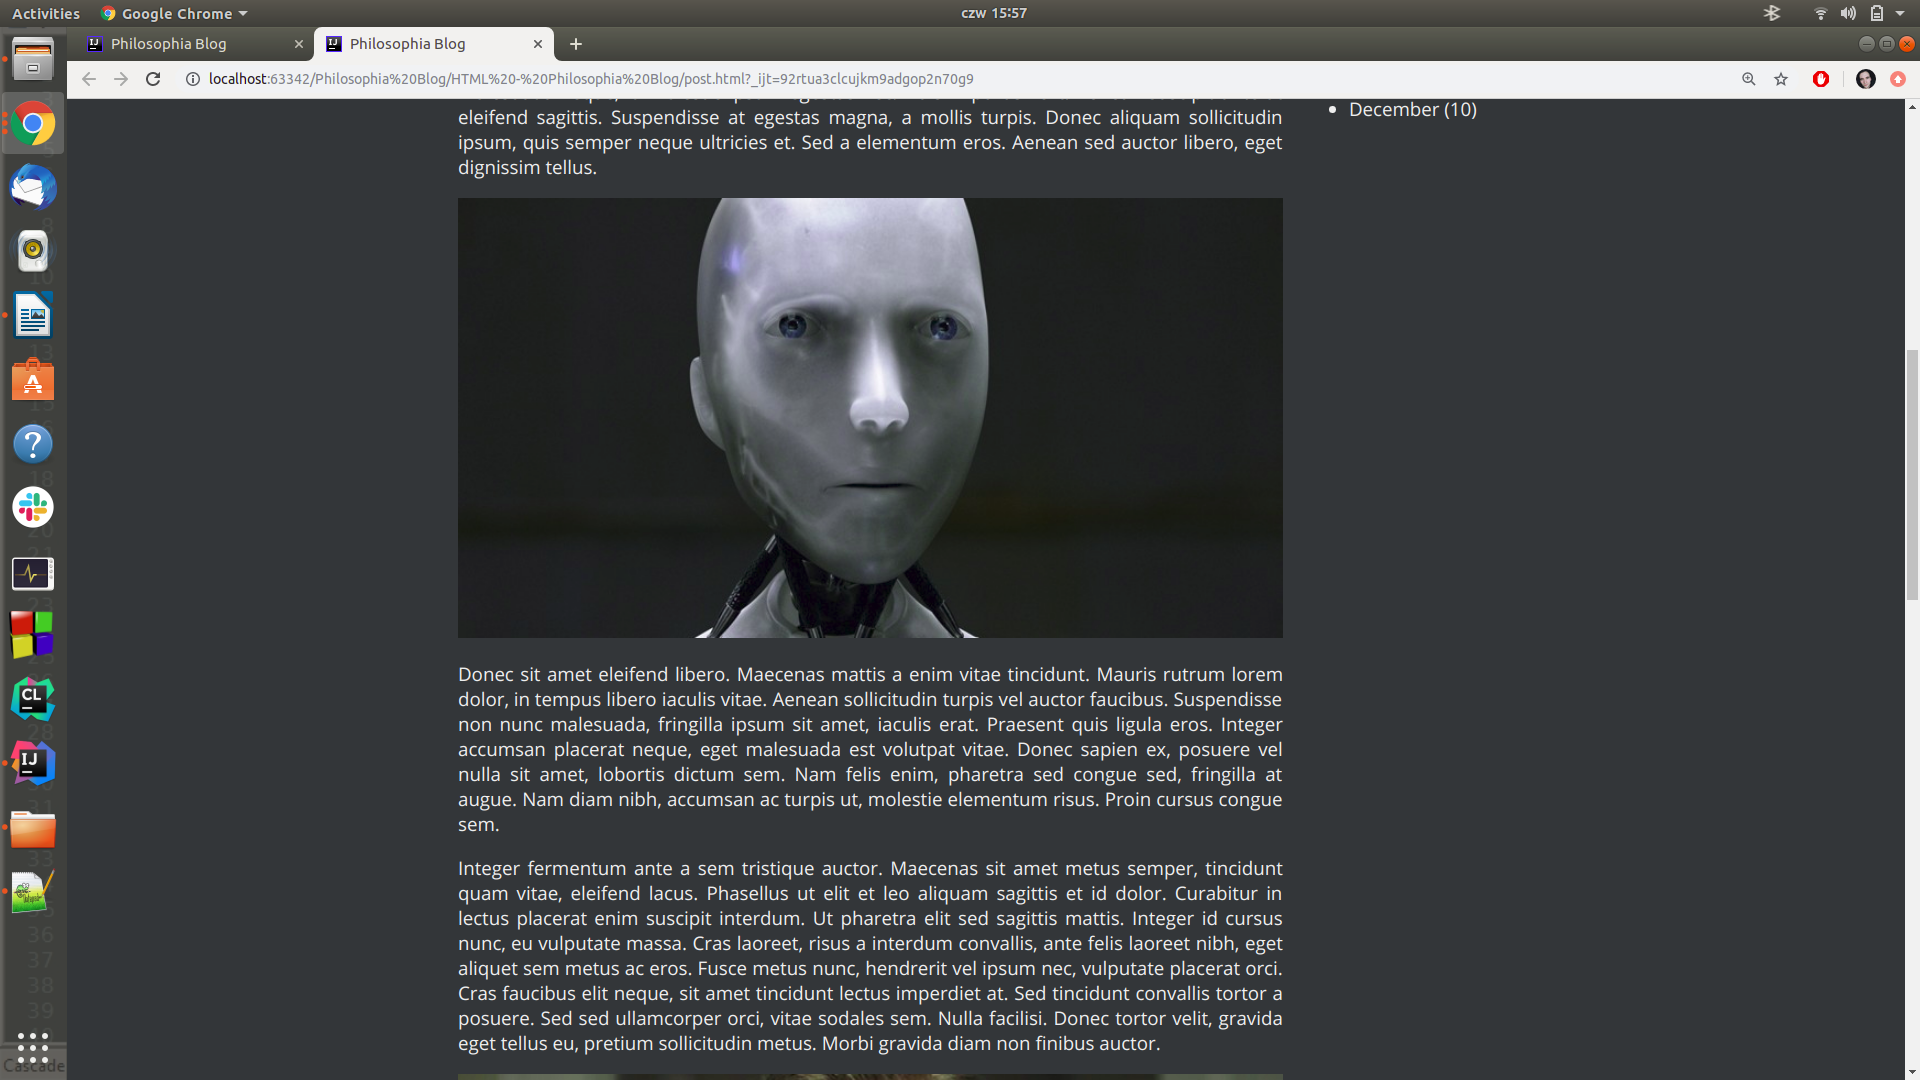 Activities
Google Chrome
czw 15:57
Philosophia Blog
Philosophia Blog
localhost:63342/Philosophia%20Blog/HTML%20-%20Philosophia%20Blog/post.html?_ijt=92rtua3clcujkm9adgop2n70g9
December (10)
eleifend sagittis. Suspendisse at egestas magna, a mollis turpis. Donec aliquam sollicitudin
ipsum, quis semper neque ultricies et. Sed a elementum eros. Aenean sed auctor libero, eget
dignissim tellus.
Donec sit amet eleifend libero. Maecenas mattis a enim vitae tincidunt. Mauris rutrum lorem
dolor, in tempus libero iaculis vitae. Aenean sollicitudin turpis vel auctor faucibus. Suspendisse
non nunc malesuada, fringilla ipsum sit amet, iaculis erat. Praesent quis ligula eros. Integer
accumsan placerat neque, eget malesuada est volutpat vitae. Donec sapien ex, posuere vel
nulla sit amet, lobortis dictum sem. Nam felis enim, pharetra sed congue sed, fringilla at
augue. Nam diam nibh, accumsan ac turpis ut, molestie elementum risus. Proin cursus congue
sem.
Integer fermentum ante a sem tristique auctor. Maecenas sit amet metus semper, tincidunt
quam vitae, eleifend lacus. Phasellus ut elit et leo aliquam sagittis et id dolor. Curabitur in
lectus placerat enim suscipit interdum. Ut pharetra elit sed sagittis mattis. Integer id cursus
nunc, eu vulputate massa. Cras laoreet, risus a interdum convallis, ante felis laoreet nibh, eget
aliquet sem metus ac eros. Fusce metus nunc, hendrerit vel ipsum nec, vulputate placerat orci.
Cras faucibus elit neque, sit amet tincidunt lectus imperdiet at. Sed tincidunt convallis tortor a
posuere. Sed sed ullamcorper orci, vitae sodales sem. Nulla facilisi. Donec tortor velit, gravida
eget tellus eu, pretium sollicitudin metus. Morbi gravida diam non finibus auctor.
CL
IJ
36
37
38
39
Cascade